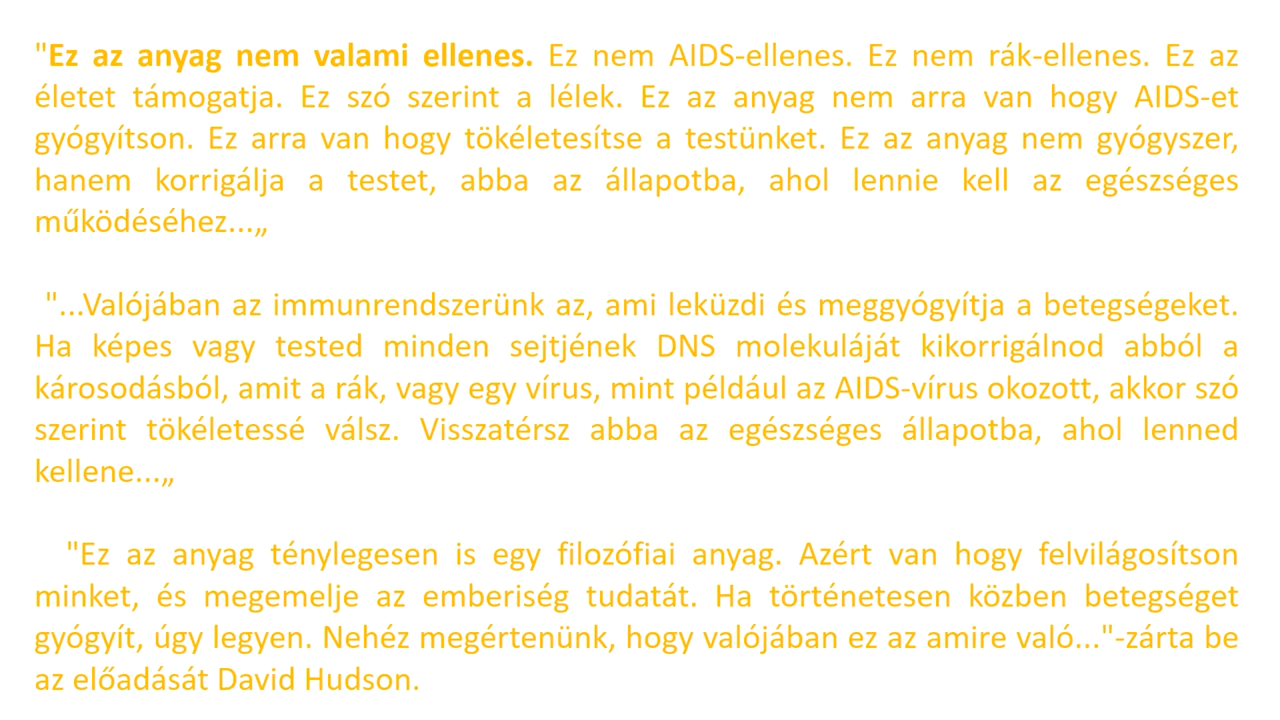 "Ez az anyag nem valami ellenes. Ez nem AIDS-ellenes. Ez nem rák-ellenes. Ez az
életet támogatja. Ez szó szerint a lélek. Ez az anyag nem arra van hogy AIDS-et
gyógyítson. Ez arra van hogy tökéletesítse a testünket. Ez az anyag nem gyógyszer,
hanem korrigálja a testet, abba az állapotba, ahol lennie kell az egészséges
működéséhez...„
"...Valójában az immunrendszerünk az, ami leküzdi és meggyógyítja a betegségeket.
Ha képes vagy tested minden sejtjének DNS molekuláját kikorrigálnod abból a
károsodásból, amit a rák, vagy egy vírus, mint például az AIDS-vírus okozott, akkor szó
szerint tökéletessé válsz. Visszatérsz abba az egészséges állapotba, ahol lenned
kellene...„
"Ez az anyag ténylegesen is egy filozófiai anyag. Azért van hogy felvilágosítson
minket, és megemelje az emberiség tudatát. Ha történetesen közben betegséget
gyógyít, úgy legyen. Nehéz megértenünk, hogy valójában ez az amire való..."-zárta be
az előadását David Hudson.